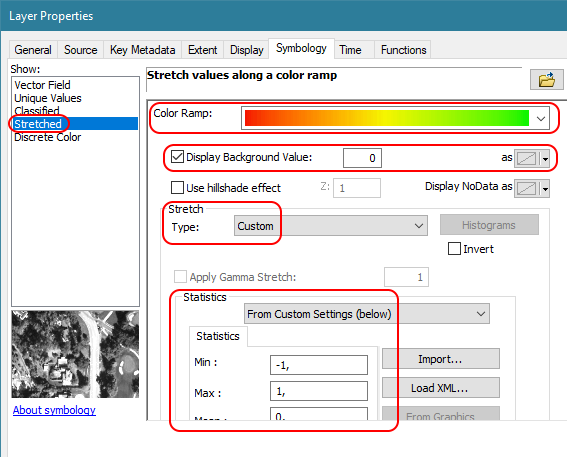 Layer Properties
General Source Key Metadata Extent Display Symbology Time Functions
Show:
Vector Field
Unique Values
Classified
Stretched
Discrete Color
About symbology
Stretch values along a color ramp
Color Ramp:
Display Background Value: 0 as
Use hillshade effect Z: 1 Display NoData as
Stretch
Type: Custom Histograms
Invert
Apply Gamma Stretch: 1
Statistics
From Custom Settings (below)
Statistics
Min : -1, Import...
Max : 1, Load XML...
Mean : 0, From Graphics